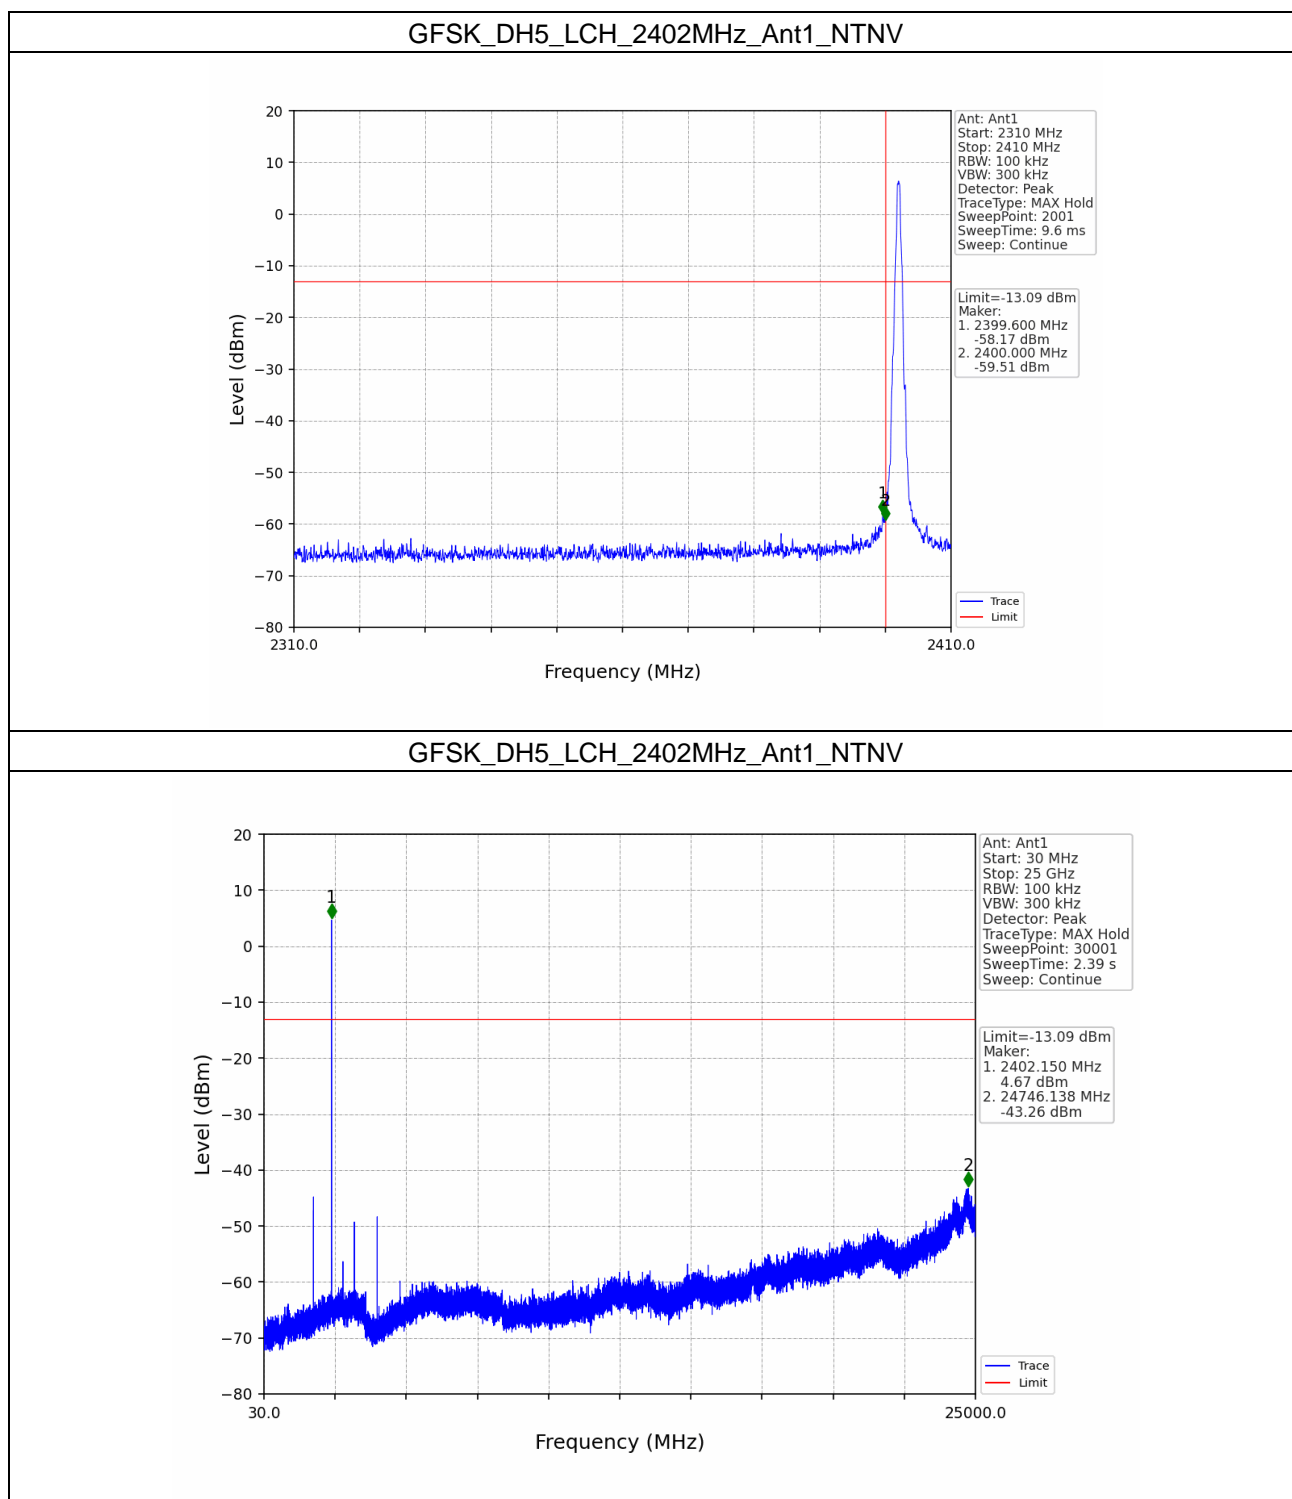 GFSK_DH5_LCH_2402MHz_Ant1_NTNV
20
10
0
−10
−20
−30
−40
−50
−60
−70
−80
Level (dBm)
2310.0
2410.0
Frequency (MHz)
1
2
Ant: Ant1
Start: 2310 MHz
Stop: 2410 MHz
RBW: 100 kHz
VBW: 300 kHz
Detector: Peak
TraceType: MAX Hold
SweepPoint: 2001
SweepTime: 9.6 ms
Sweep: Continue
Limit=-13.09 dBm
Maker:
1. 2399.600 MHz
-58.17 dBm
2. 2400.000 MHz
-59.51 dBm
Trace
Limit
GFSK_DH5_LCH_2402MHz_Ant1_NTNV
20
10
0
−10
−20
−30
−40
−50
−60
−70
−80
Level (dBm)
30.0
25000.0
Frequency (MHz)
1
2
Ant: Ant1
Start: 30 MHz
Stop: 25 GHz
RBW: 100 kHz
VBW: 300 kHz
Detector: Peak
TraceType: MAX Hold
SweepPoint: 30001
SweepTime: 2.39 s
Sweep: Continue
Limit=-13.09 dBm
Maker:
1. 2402.150 MHz
4.67 dBm
2. 24746.138 MHz
-43.26 dBm
Trace
Limit